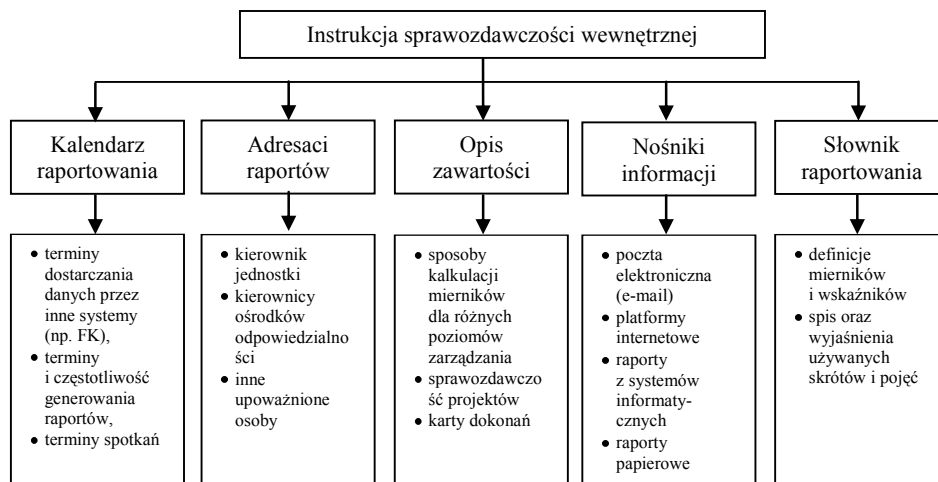 Instrukcja sprawozdawczości wewnętrznej
Kalendarz
raportowania
Adresaci
raportów
Opis
zawartości
Nośniki
informacji
Słownik
raportowania
• terminy
dostarczania
danych przez
inne systemy
(np. FK),
• terminy
i częstotliwość
generowania
raportów,
• terminy spotkań
• kierownik
jednostki
• kierownicy
ośrodków
odpowiedzialno
ści
• inne
upoważnione
osoby
• sposoby
kalkulacji
mierników
dla różnych
poziomów
zarządzania
• sprawozdawczo
ść projektów
• karty dokonań
• poczta
elektroniczna
(e-mail)
• platformy
internetowe
• raporty
z systemów
informaty-
cznych
• raporty
papierowe
• definicje
mierników
i wskaźników
• spis oraz
wyjaśnienia
używanych
skrótów i pojęć